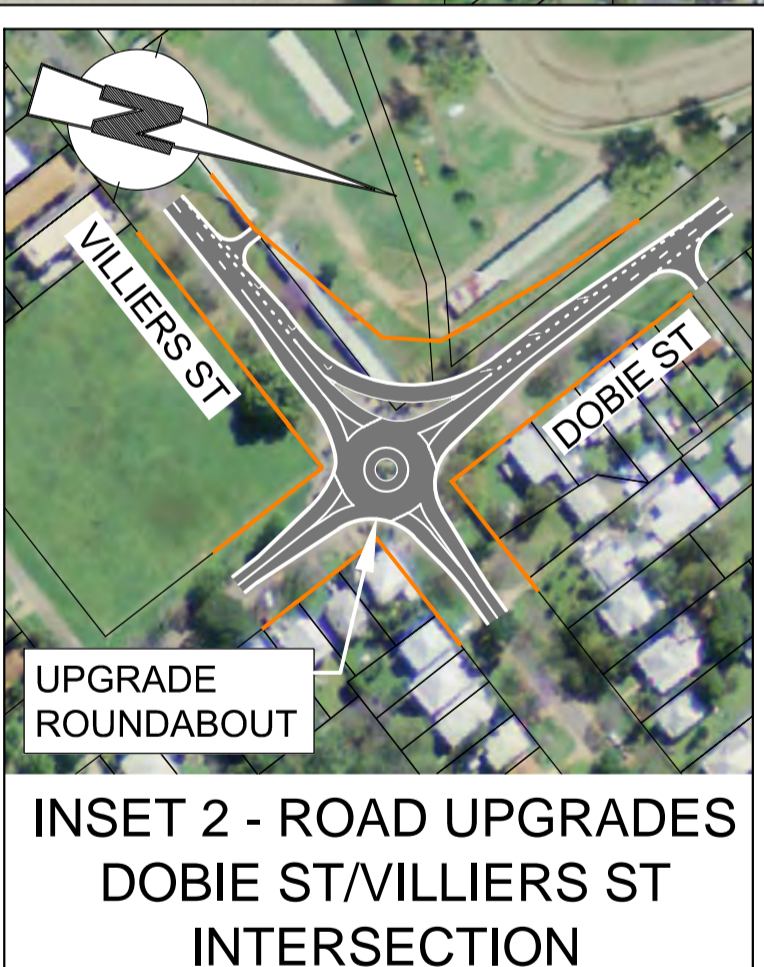 N
VILLIERS ST
DOBIE ST
UPGRADE
ROUNDABOUT
INSET 2 - ROAD UPGRADES
DOBIE ST/VILLIERS ST
INTERSECTION